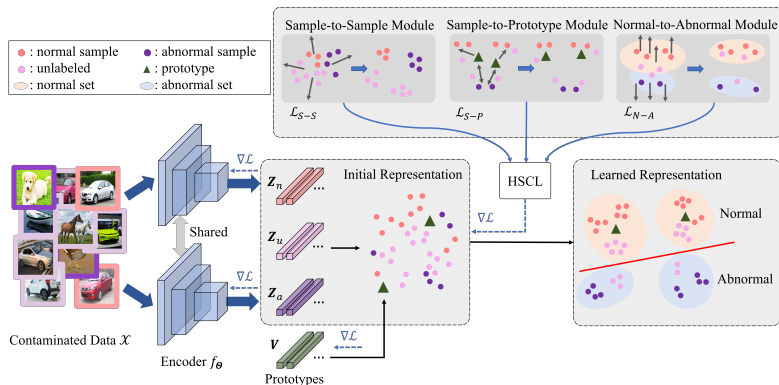 Sample-to-Sample Module
Sample-to-Prototype Module
Normal-to-Abnormal Module
: normal sample
: abnormal sample
: unlabeled
: prototype
: normal set
: abnormal set
ℒ_{S−S}
ℒ_{S−P}
ℒ_{N−A}
HSCL
∇ℒ
∇ℒ
Z_n
...
Initial Representation
Learned Representation
Normal
Shared
Z_u
...
∇ℒ
Z_a
...
Abnormal
V
...
∇ℒ
Contaminated Data 𝒳
Encoder f_Θ
Prototypes